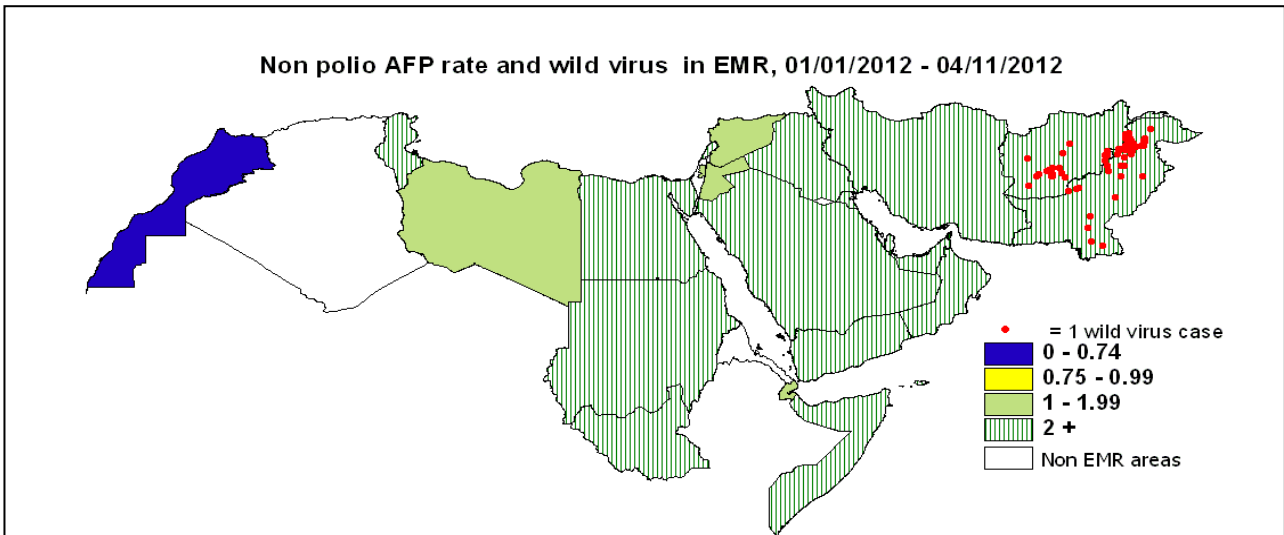 Non polio AFP rate and wild virus in EMR, 01/01/2012 - 04/11/2012
= 1 wild virus case
0 - 0.74
0.75 - 0.99
1 - 1.99
2 +
Non EMR areas